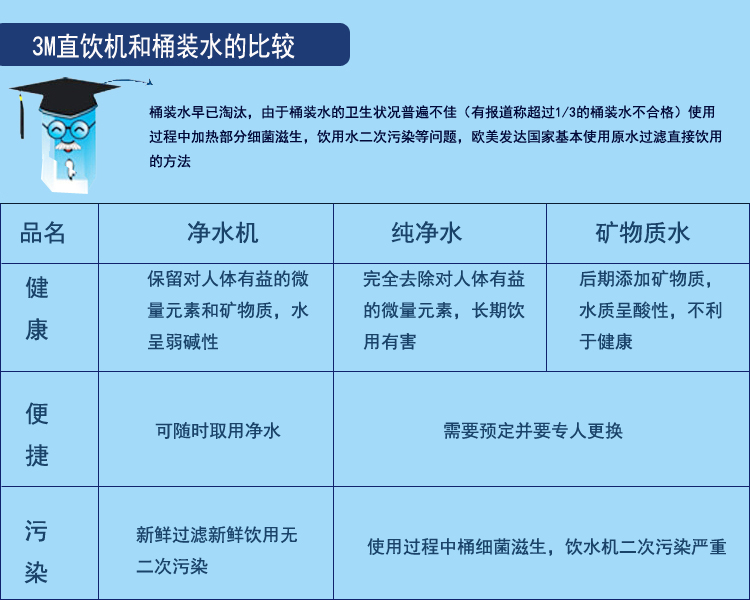 3M直饮机和桶装水的比较
桶装水早已淘汰，由于桶装水的卫生状况普遍不佳（有报道称超过1/3的桶装水不合格）使用
过程中加热部分细菌滋生，饮用水二次污染等问题，欧美发达国家基本使用原水过滤直接饮用
的方法
品名
净水机
纯净水
矿物质水
健
康
保留对人体有益的微
量元素和矿物质，水
呈弱碱性
完全去除对人体有益
的微量元素，长期饮
用有害
后期添加矿物质，
水质呈酸性，不利
于健康
便
捷
可随时取用净水
需要预定并要专人更换
污
染
新鲜过滤新鲜饮用无
二次污染
使用过程中桶细菌滋生，饮水机二次污染严重